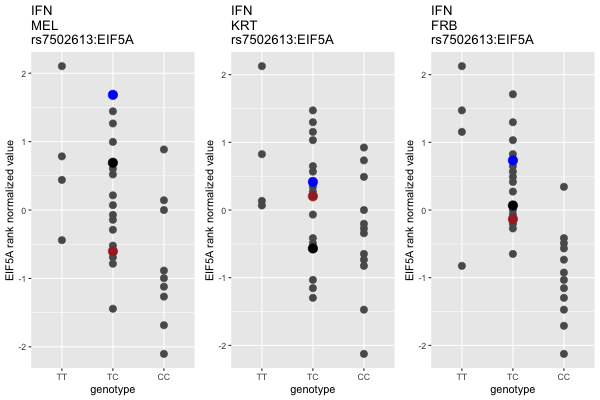 IFN
MEL
rs7502613:EIF5A
EIF5A rank normalized value
2
1
0
-1
-2
TT
TC
CC
genotype
IFN
KRT
rs7502613:EIF5A
EIF5A rank normalized value
2
1
0
-1
-2
TT
TC
CC
genotype
IFN
FRB
rs7502613:EIF5A
EIF5A rank normalized value
2
1
0
-1
-2
TT
TC
CC
genotype